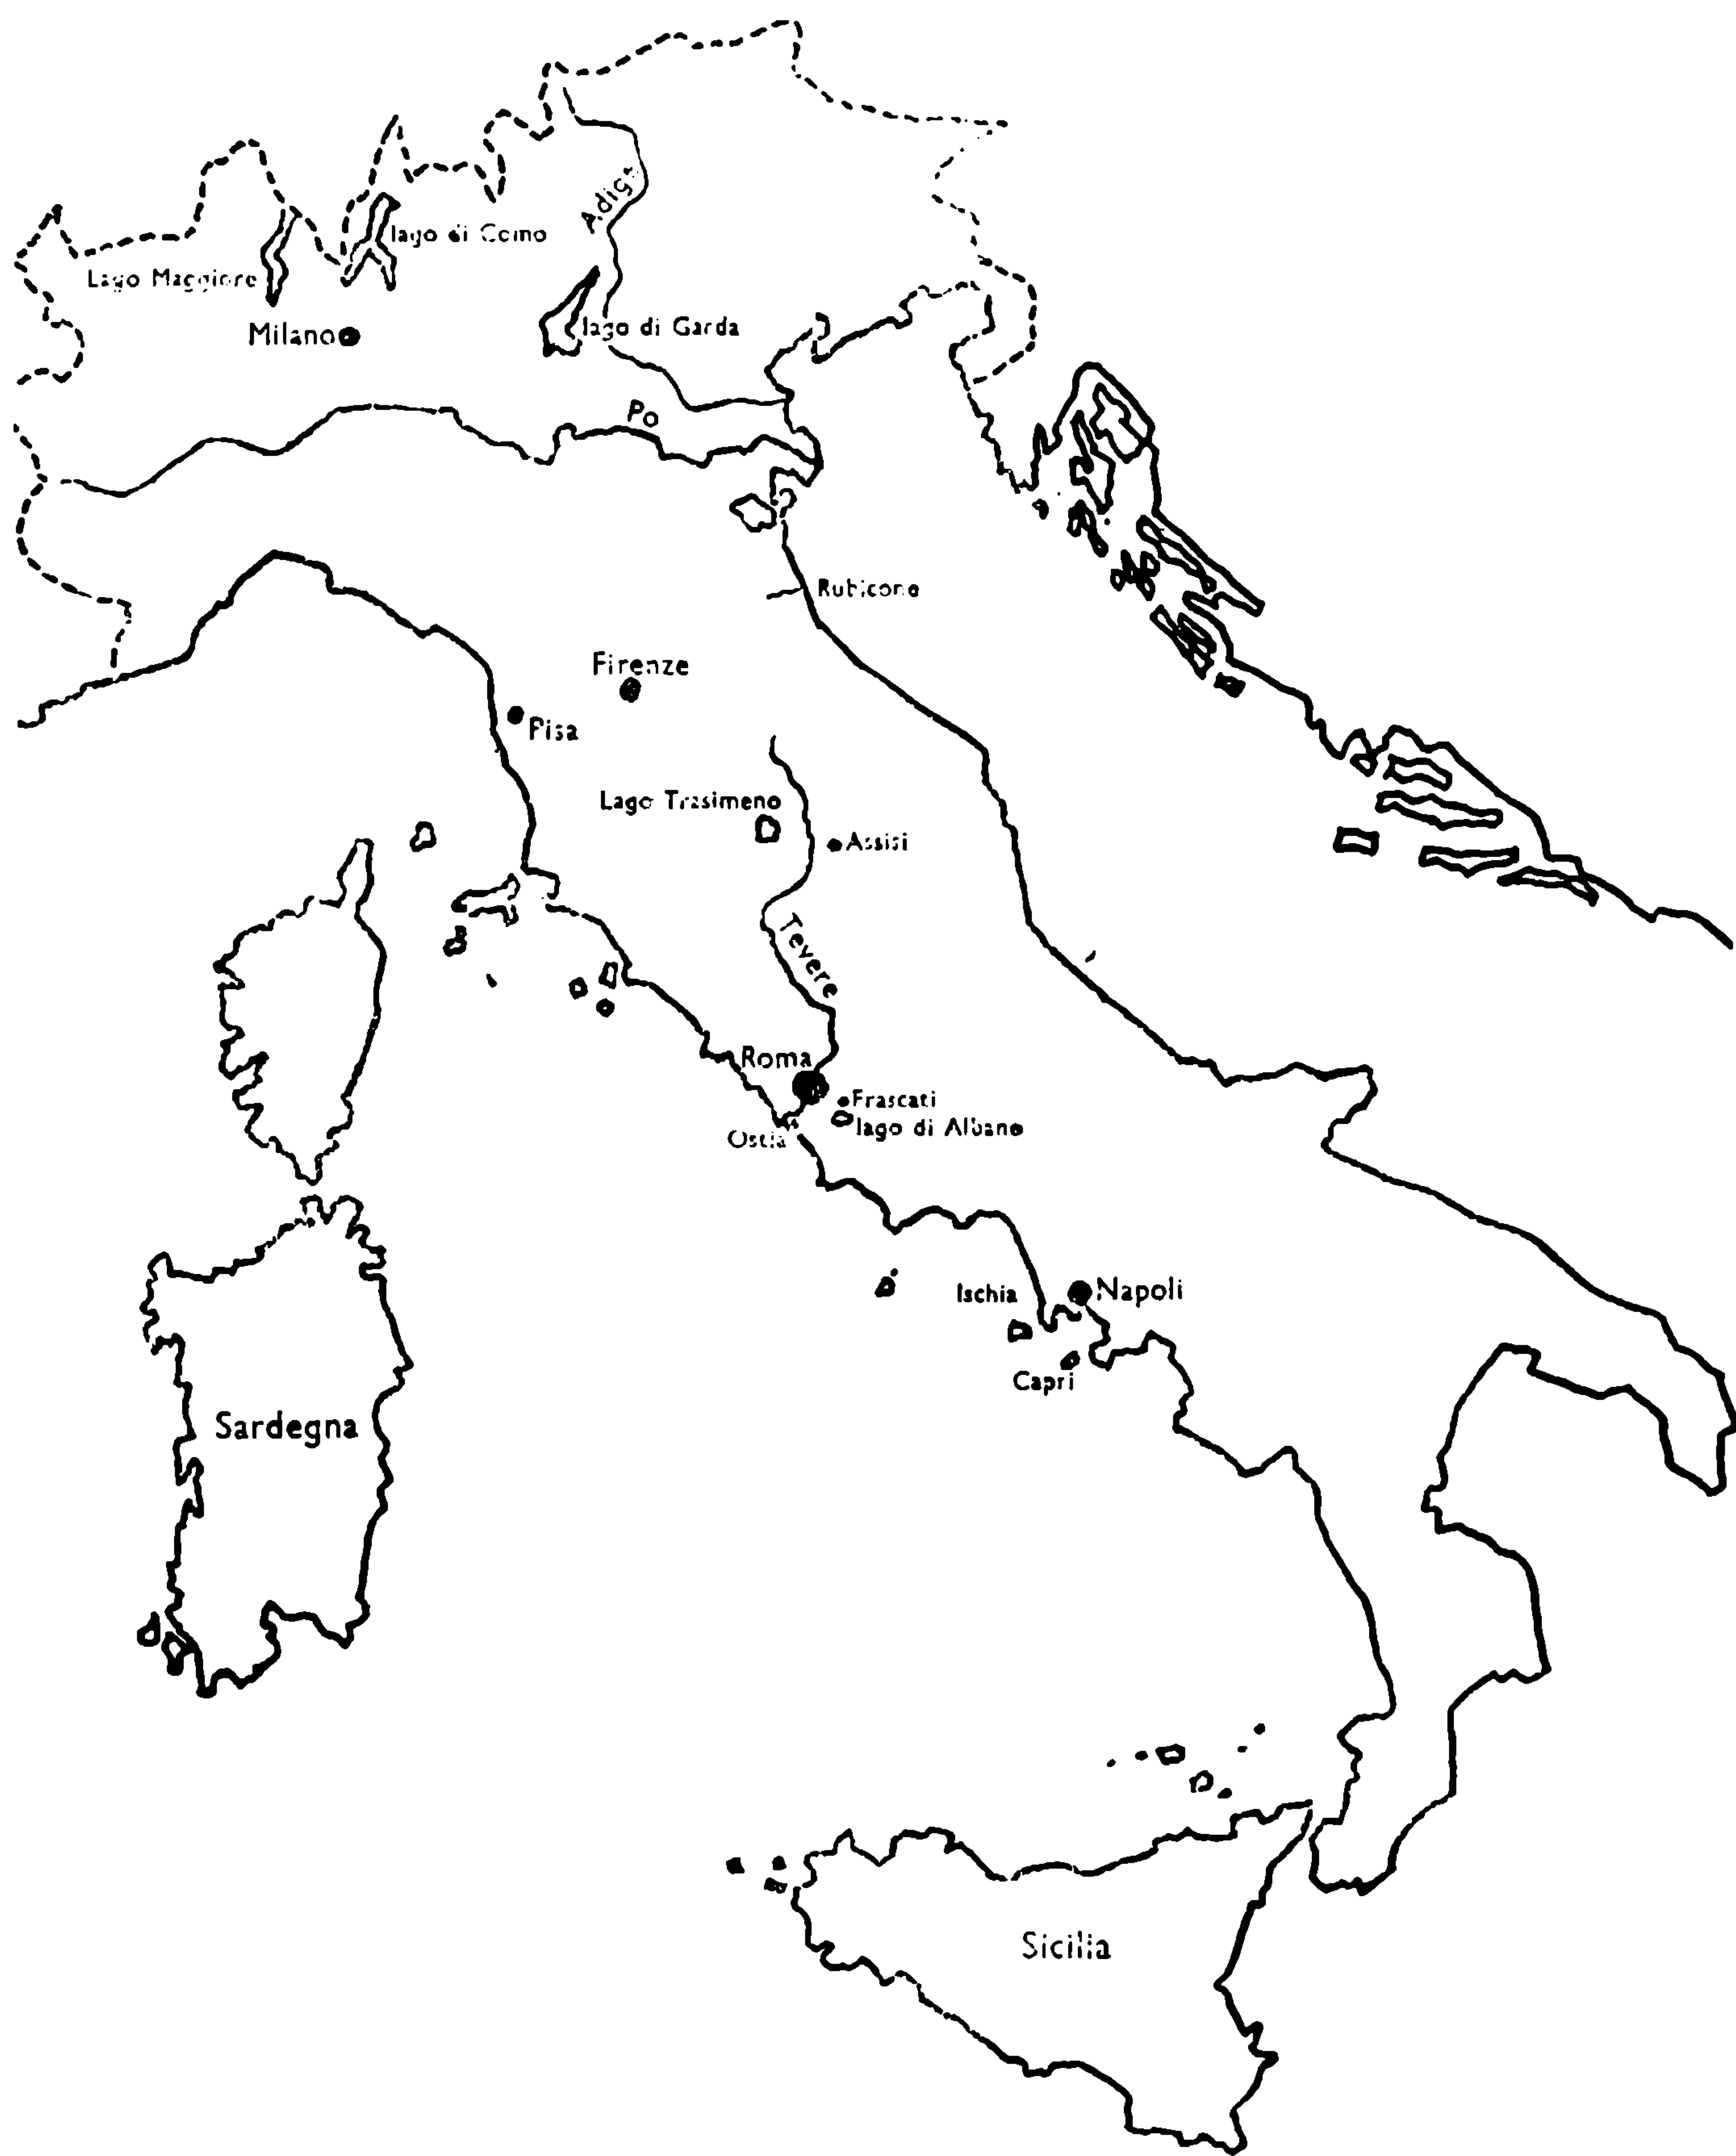 Adige
lago di Como
Lago Maggiore
Milano
lago di Garda
Po
Rubicone
Firenze
Pisa
Lago Trasimeno
Assisi
Tevere
Roma
Frascati
lago di Albano
Ostia
Ischia
Napoli
Capri
Sardegna
Sicilia